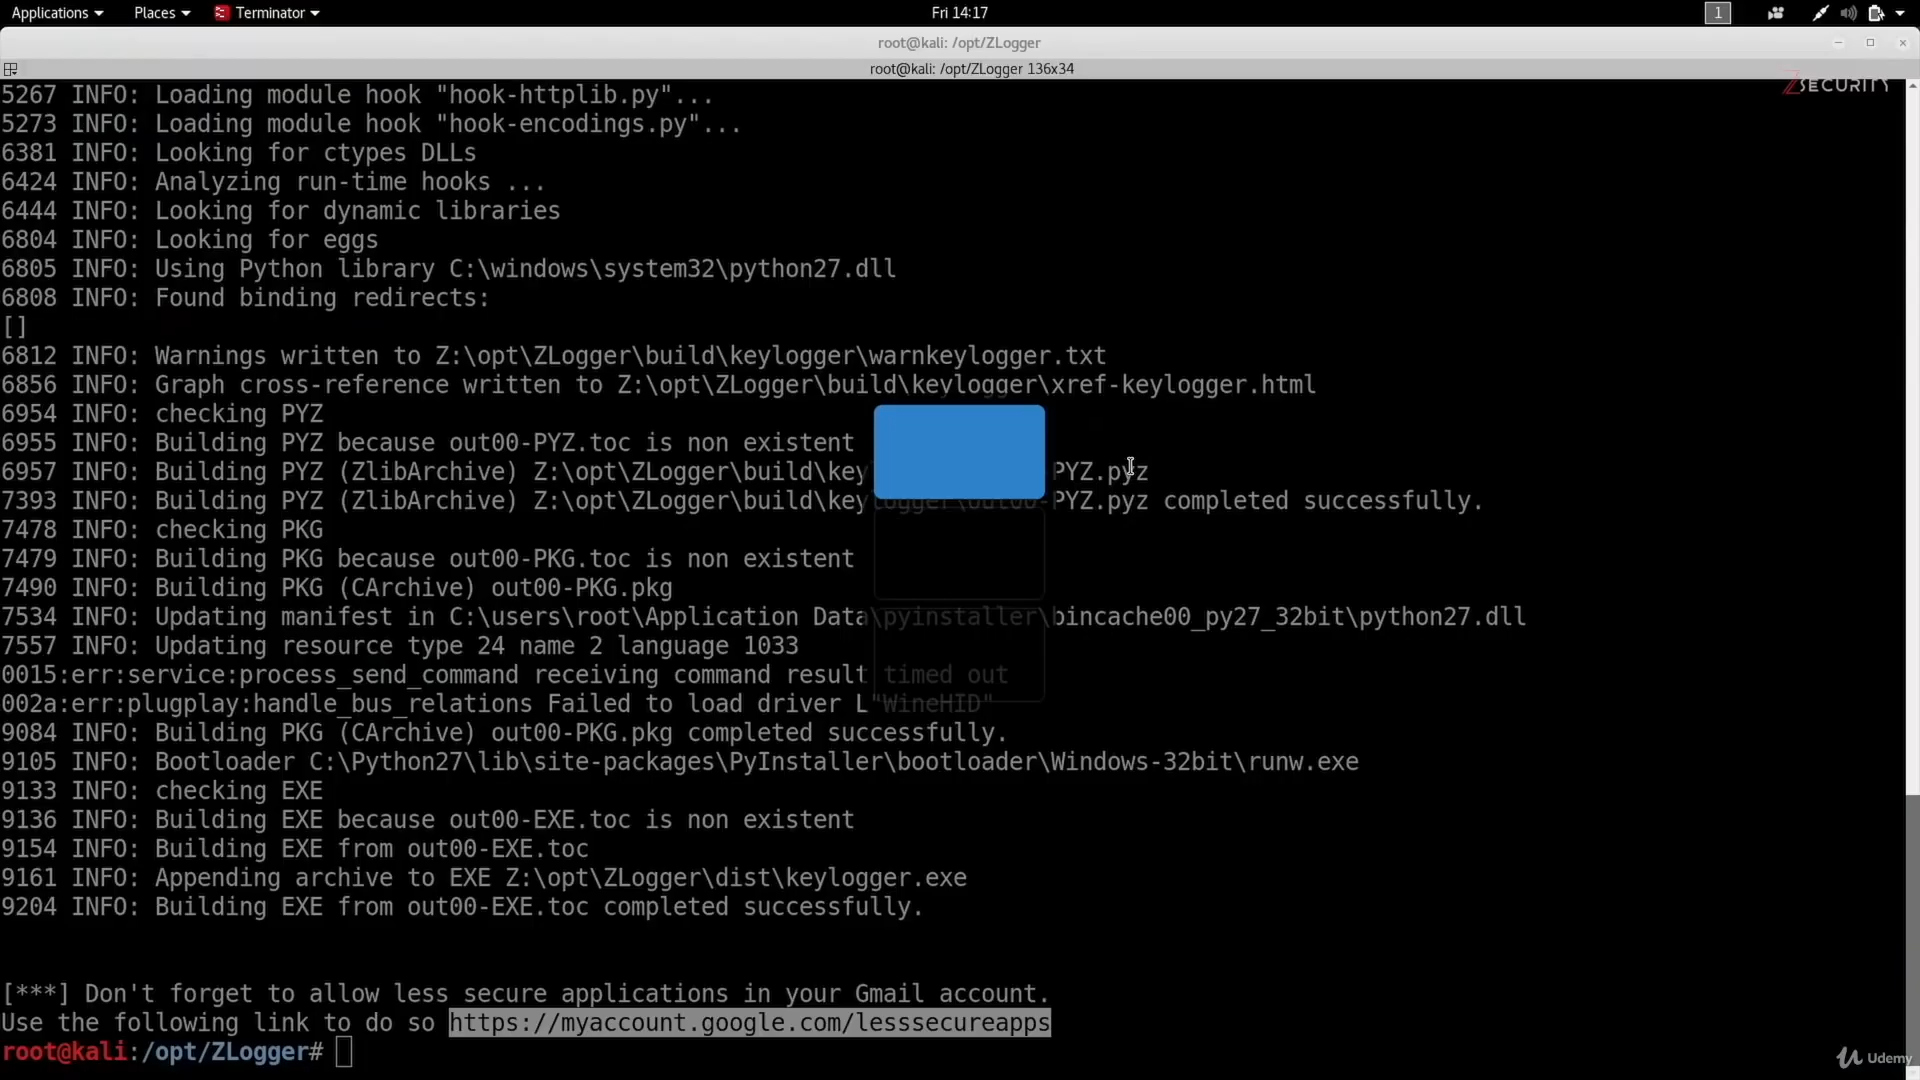 Applications Places Terminator Fri 14:17 1
root@kali: /opt/ZLogger
root@kali: /opt/ZLogger 136x34
ZSECURITY
5267 INFO: Loading module hook "hook-httplib.py"...
5273 INFO: Loading module hook "hook-encodings.py"...
6381 INFO: Looking for ctypes DLLs
6424 INFO: Analyzing run-time hooks ...
6444 INFO: Looking for dynamic libraries
6804 INFO: Looking for eggs
6805 INFO: Using Python library C:\windows\system32\python27.dll
6808 INFO: Found binding redirects:
[]
6812 INFO: Warnings written to Z:\opt\ZLogger\build\keylogger\warnkeylogger.txt
6856 INFO: Graph cross-reference written to Z:\opt\ZLogger\build\keylogger\xref-keylogger.html
6954 INFO: checking PYZ
6955 INFO: Building PYZ because out00-PYZ.toc is non existent
6957 INFO: Building PYZ (ZlibArchive) Z:\opt\ZLogger\build\key PYZ.pyz
7393 INFO: Building PYZ (ZlibArchive) Z:\opt\ZLogger\build\keylogger\out00-PYZ.pyz completed successfully.
7478 INFO: checking PKG
7479 INFO: Building PKG because out00-PKG.toc is non existent
7490 INFO: Building PKG (CArchive) out00-PKG.pkg
7534 INFO: Updating manifest in C:\users\root\Application Data\pyinstaller\bincache00_py27_32bit\python27.dll
7557 INFO: Updating resource type 24 name 2 language 1033
0015:err:service:process_send_command receiving command result timed out
002a:err:plugplay:handle_bus_relations Failed to load driver L"WineHID"
9084 INFO: Building PKG (CArchive) out00-PKG.pkg completed successfully.
9105 INFO: Bootloader C:\Python27\lib\site-packages\PyInstaller\bootloader\Windows-32bit\runw.exe
9133 INFO: checking EXE
9136 INFO: Building EXE because out00-EXE.toc is non existent
9154 INFO: Building EXE from out00-EXE.toc
9161 INFO: Appending archive to EXE Z:\opt\ZLogger\dist\keylogger.exe
9204 INFO: Building EXE from out00-EXE.toc completed successfully.
[***] Don't forget to allow less secure applications in your Gmail account.
Use the following link to do so https://myaccount.google.com/lesssecureapps
root@kali:/opt/ZLogger#
Udemy